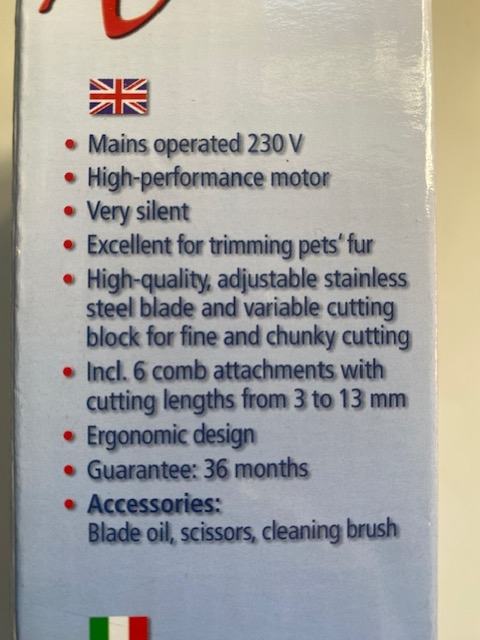 • Mains operated 230 V
• High-performance motor
• Very silent
• Excellent for trimming pets' fur
• High-quality, adjustable stainless
steel blade and variable cutting
block for fine and chunky cutting
• Incl. 6 comb attachments with
cutting lengths from 3 to 13 mm
• Ergonomic design
• Guarantee: 36 months
• Accessories:
Blade oil, scissors, cleaning brush